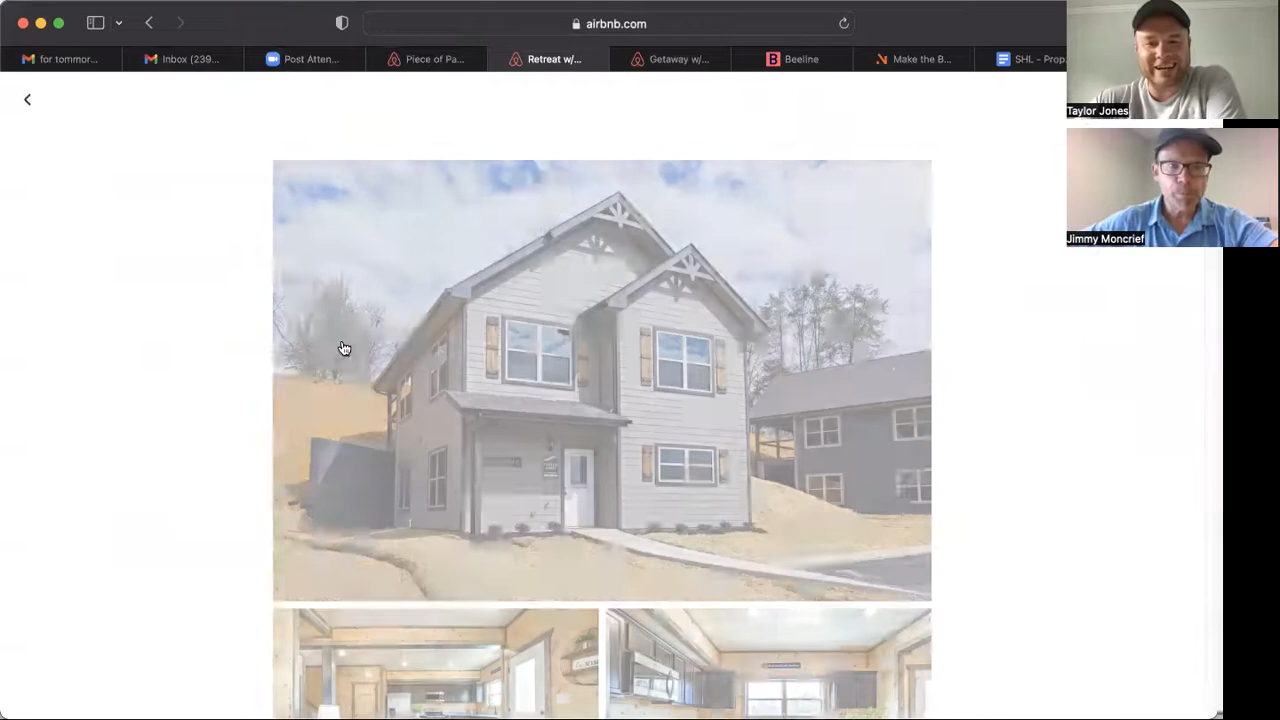 airbnb.com
for tommor...
Inbox (239...
Post Atten...
Piece of Pa...
Retreat w/...
Getaway w/...
Beeline
Make the B...
SHL - Prop
Taylor Jones
Jimmy Moncrief